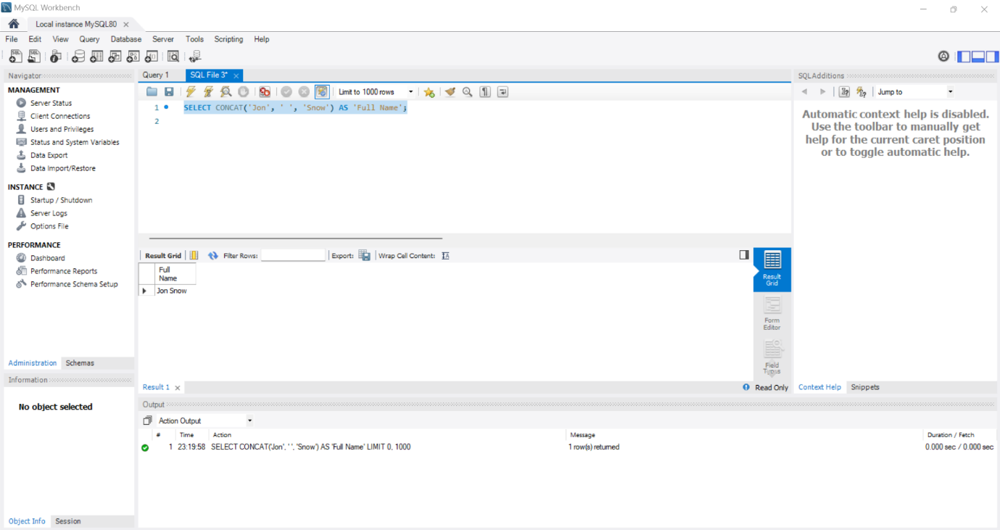 MySQL Workbench
Local instance MySQL80
File Edit View Query Database Server Tools Scripting Help
Navigator
MANAGEMENT
Server Status
Client Connections
Users and Privileges
Status and System Variables
Data Export
Data Import/Restore
INSTANCE
Startup / Shutdown
Server Logs
Options File
PERFORMANCE
Dashboard
Performance Reports
Performance Schema Setup
Administration Schemas
Information
No object selected
Object Info Session
Query 1 SQL File 3*
Limit to 1000 rows
1 SELECT CONCAT('Jon', ' ', 'Snow') AS 'Full Name';
2
Result Grid Filter Rows: Export: Wrap Cell Content:
Full
Name
Jon Snow
Result
Grid
Form
Editor
Field
Types
Result 1 Read Only
SQLAdditions
Jump to
Automatic context help is disabled.
Use the toolbar to manually get
help for the current caret position
or to toggle automatic help.
Context Help Snippets
Output
Action Output
# Time Action Message Duration / Fetch
1 23:19:58 SELECT CONCAT('Jon', ' ', 'Snow') AS 'Full Name' LIMIT 0, 1000 1 row(s) returned 0.000 sec / 0.000 sec